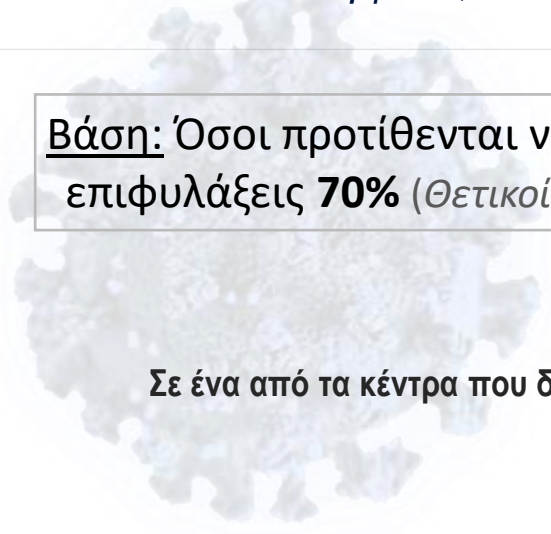 Βάση: Όσοι προτίθενται ν
επιφυλάξεις 70% (Θετικοί
Σε ένα από τα κέντρα που δ